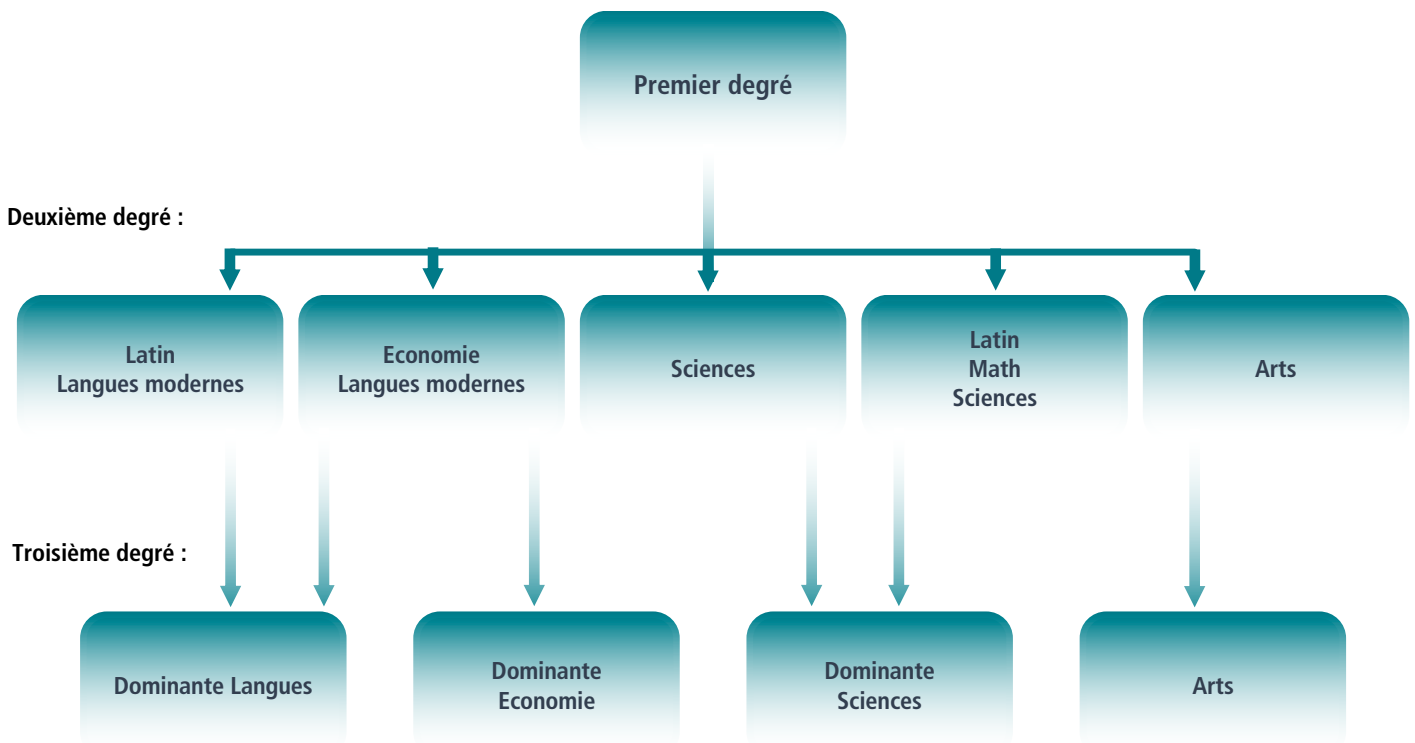 Premier degré
Deuxième degré :
Latin
Langues modernes
Economie
Langues modernes
Sciences
Latin
Math
Sciences
Arts
Troisième degré :
Dominante Langues
Dominante
Economie
Dominante
Sciences
Arts